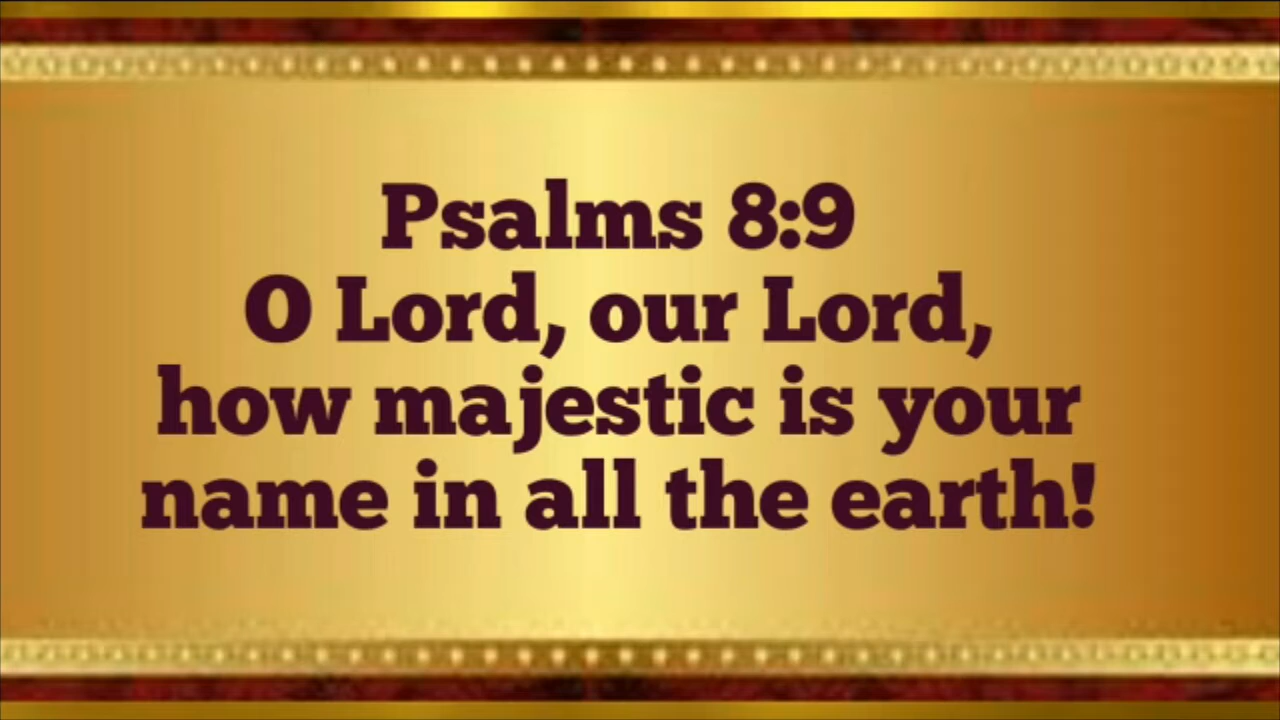 Psalms 8:9
O Lord, our Lord,
how majestic is your
name in all the earth!